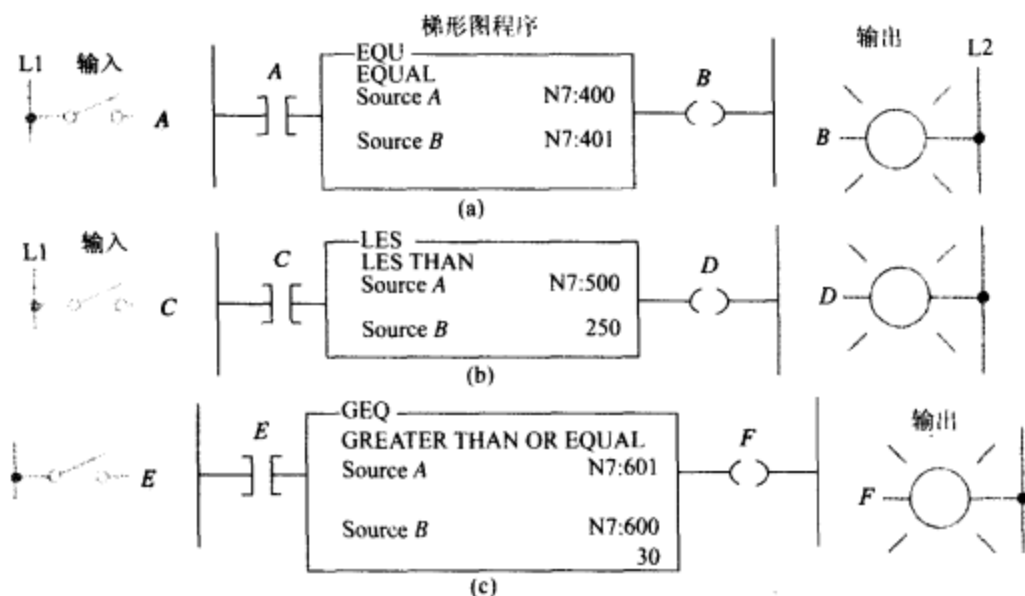 梯形图程序
L1 输入
A
A
EQU
EQUAL
Source A N7:400
Source B N7:401
B
输出
L2
B
(a)
L1 输入
C
C
LES
LES THAN
Source A N7:500
Source B 250
D
D
(b)
E
E
GEQ
GREATER THAN OR EQUAL
Source A N7:601
Source B N7:600
30
F
输出
F
(c)